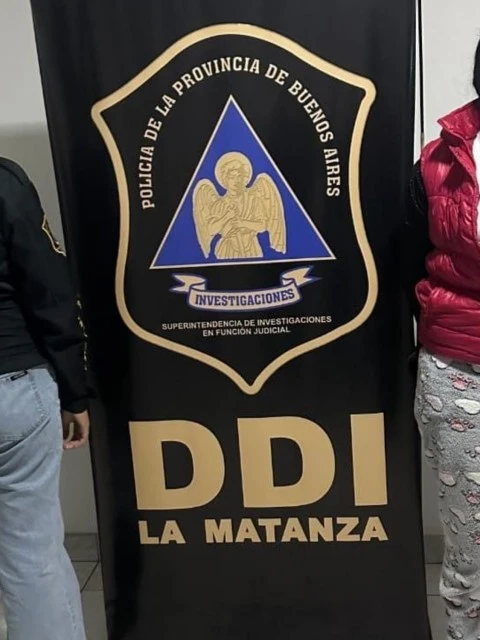 POLICIA DE LA PROVINCIA DE BUENOS AIRES
INVESTIGACIONES
SUPERINTENDENCIA DE INVESTIGACIONES
EN FUNCIÓN JUDICIAL
DDI
LA MATANZA